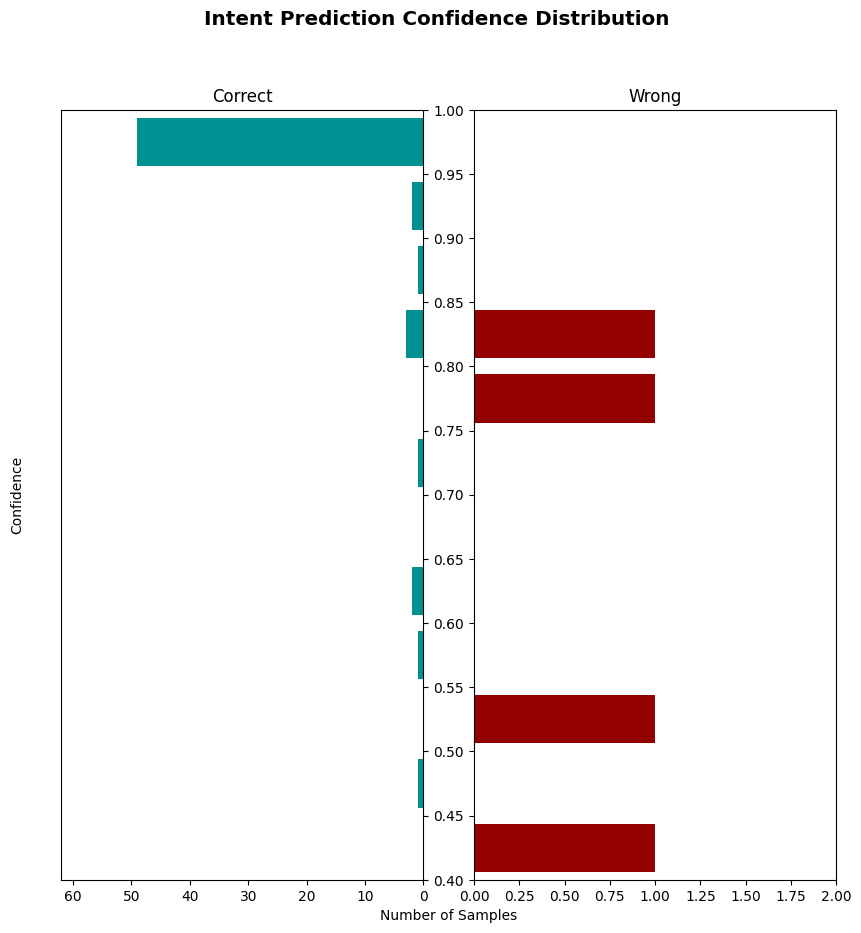 Intent Prediction Confidence Distribution
Correct
Wrong
Confidence
1.00
0.95
0.90
0.85
0.80
0.75
0.70
0.65
0.60
0.55
0.50
0.45
0.40
60 50 40 30 20 10 0
0.00 0.25 0.50 0.75 1.00 1.25 1.50 1.75 2.00
Number of Samples